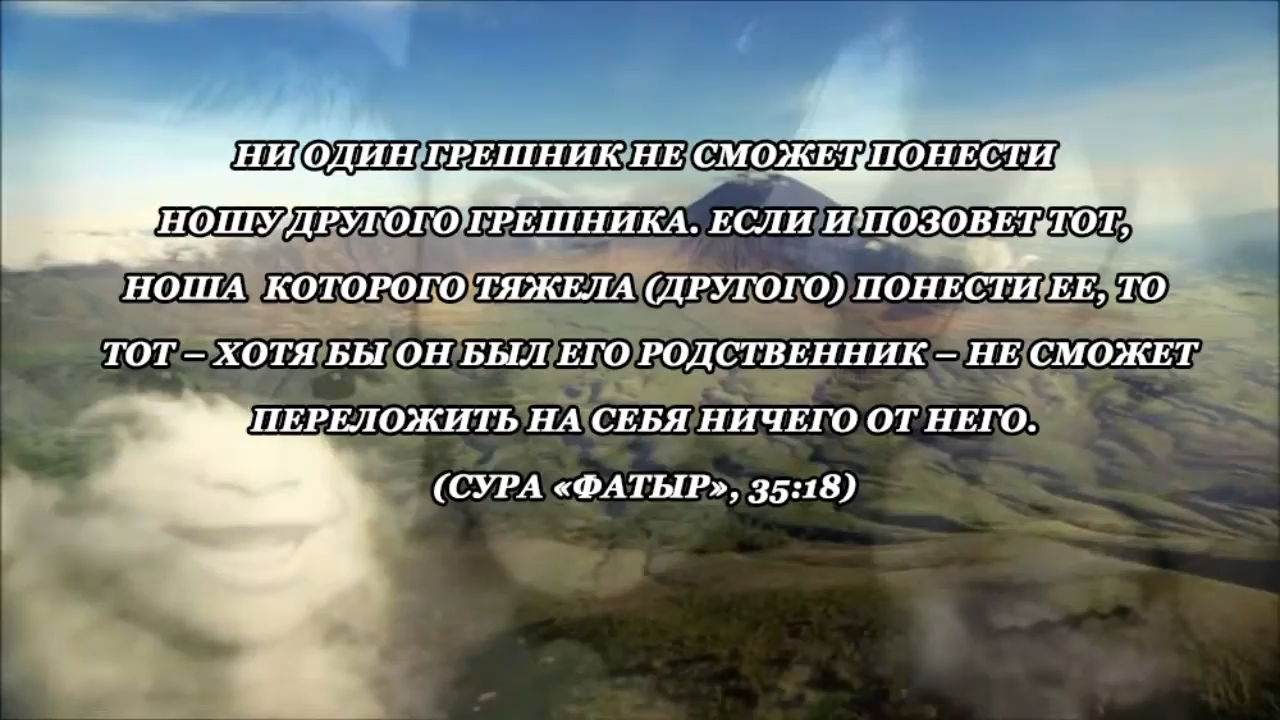 НИ ОДИН ГРЕШНИК НЕ СМОЖЕТ ПОНЕСТИ
НОШУ ДРУГОГО ГРЕШНИКА. ЕСЛИ И ПОЗОВЕТ ТОТ,
НОША КОТОРОГО ТЯЖЕЛА (ДРУГОГО) ПОНЕСТИ ЕЕ, ТО
ТОТ – ХОТЯ БЫ ОН БЫЛ ЕГО РОДСТВЕННИК – НЕ СМОЖЕТ
ПЕРЕЛОЖИТЬ НА СЕБЯ НИЧЕГО ОТ НЕГО.
(СУРА «ФАТЫР», 35:18)